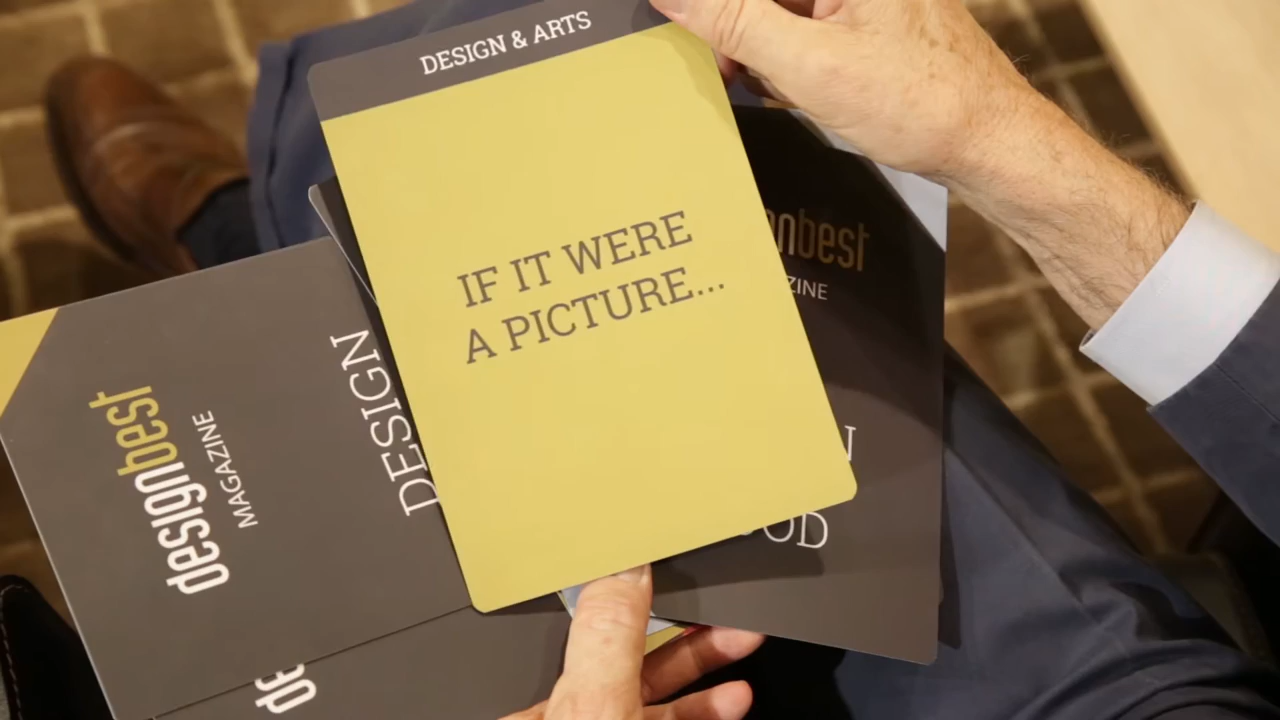 DESIGN & ARTS
IF IT WERE
A PICTURE...
designbest
MAGAZINE
DESIGN
nbest
ZINE
N
OD
de